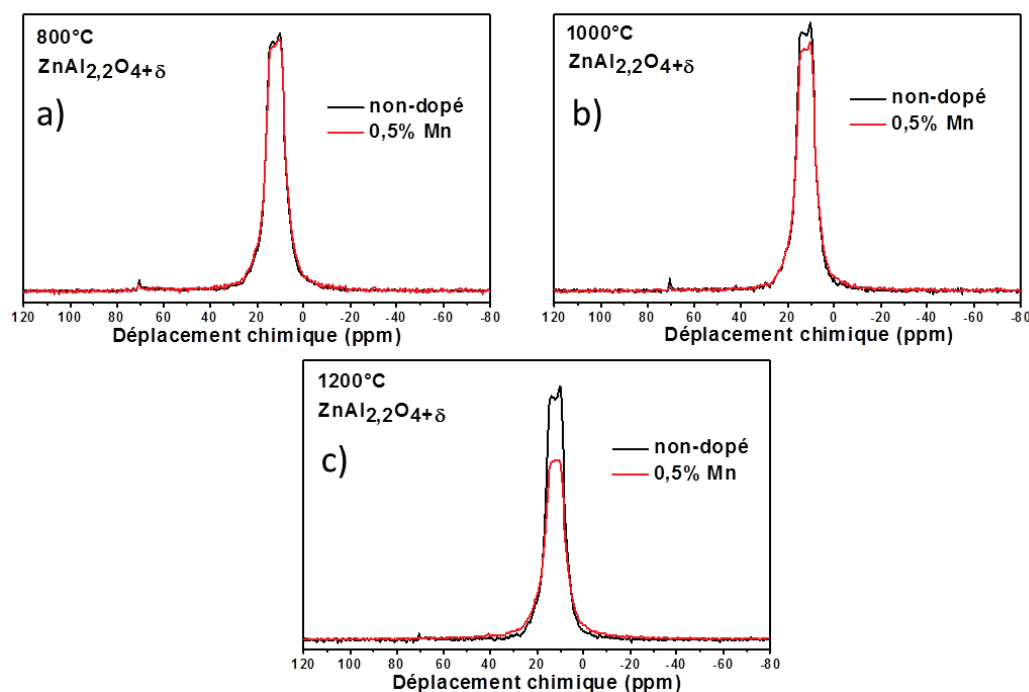 800°C
ZnAl2,2O4+δ
a)
non-dopé
0,5% Mn
120 100 80 60 40 20 0 -20 -40 -60 -80
Déplacement chimique (ppm)
1000°C
ZnAl2,2O4+δ
b)
non-dopé
0,5% Mn
120 100 80 60 40 20 0 -20 -40 -60 -80
Déplacement chimique (ppm)
1200°C
ZnAl2,2O4+δ
c)
non-dopé
0,5% Mn
120 100 80 60 40 20 0 -20 -40 -60 -80
Déplacement chimique (ppm)